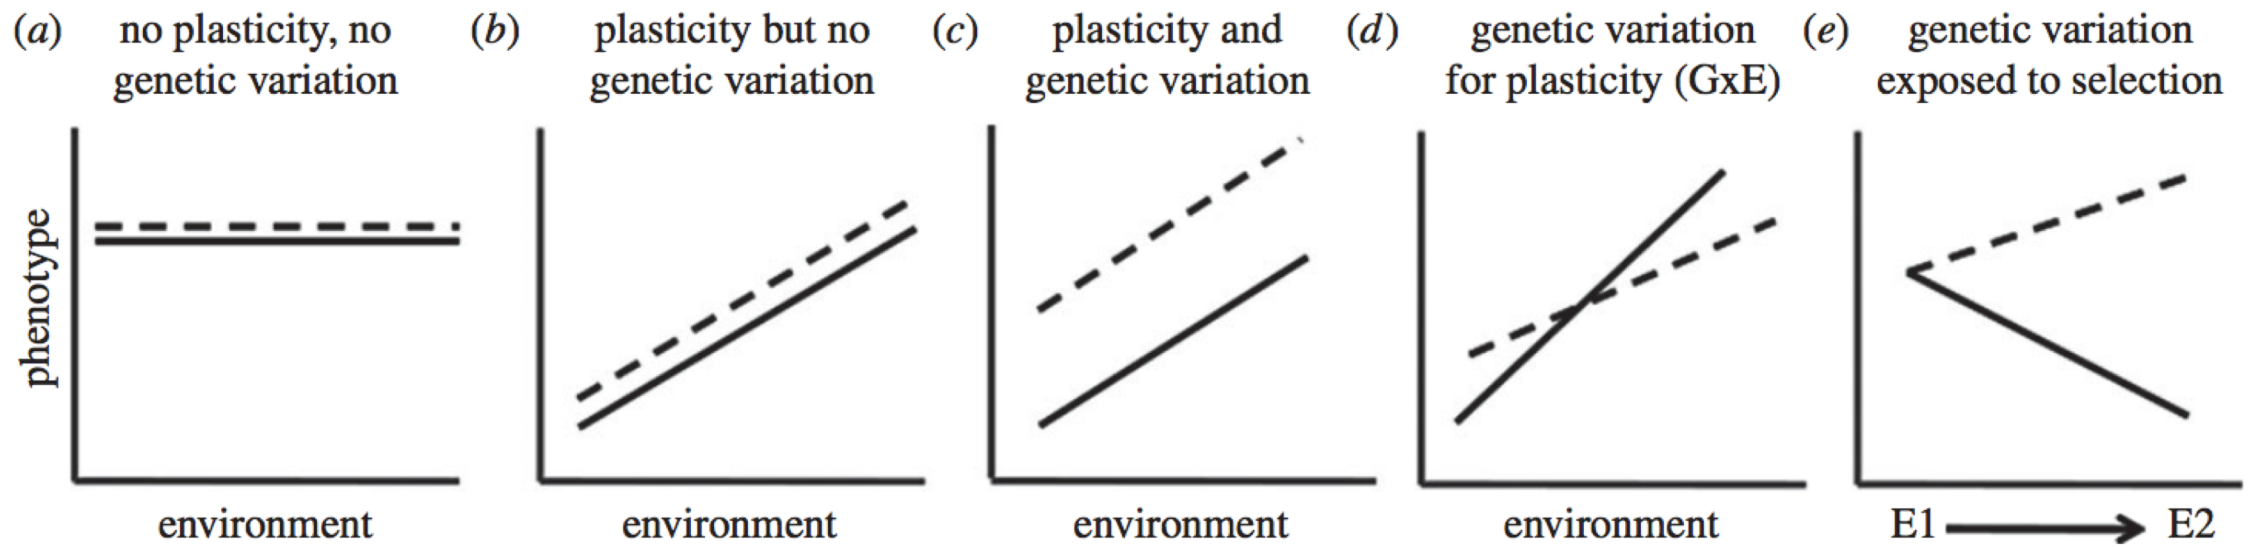 (a) no plasticity, no
genetic variation
(b) plasticity but no
genetic variation
(c) plasticity and
genetic variation
(d) genetic variation
for plasticity (GxE)
(e) genetic variation
exposed to selection
phenotype
environment
environment
environment
environment
E1 E2